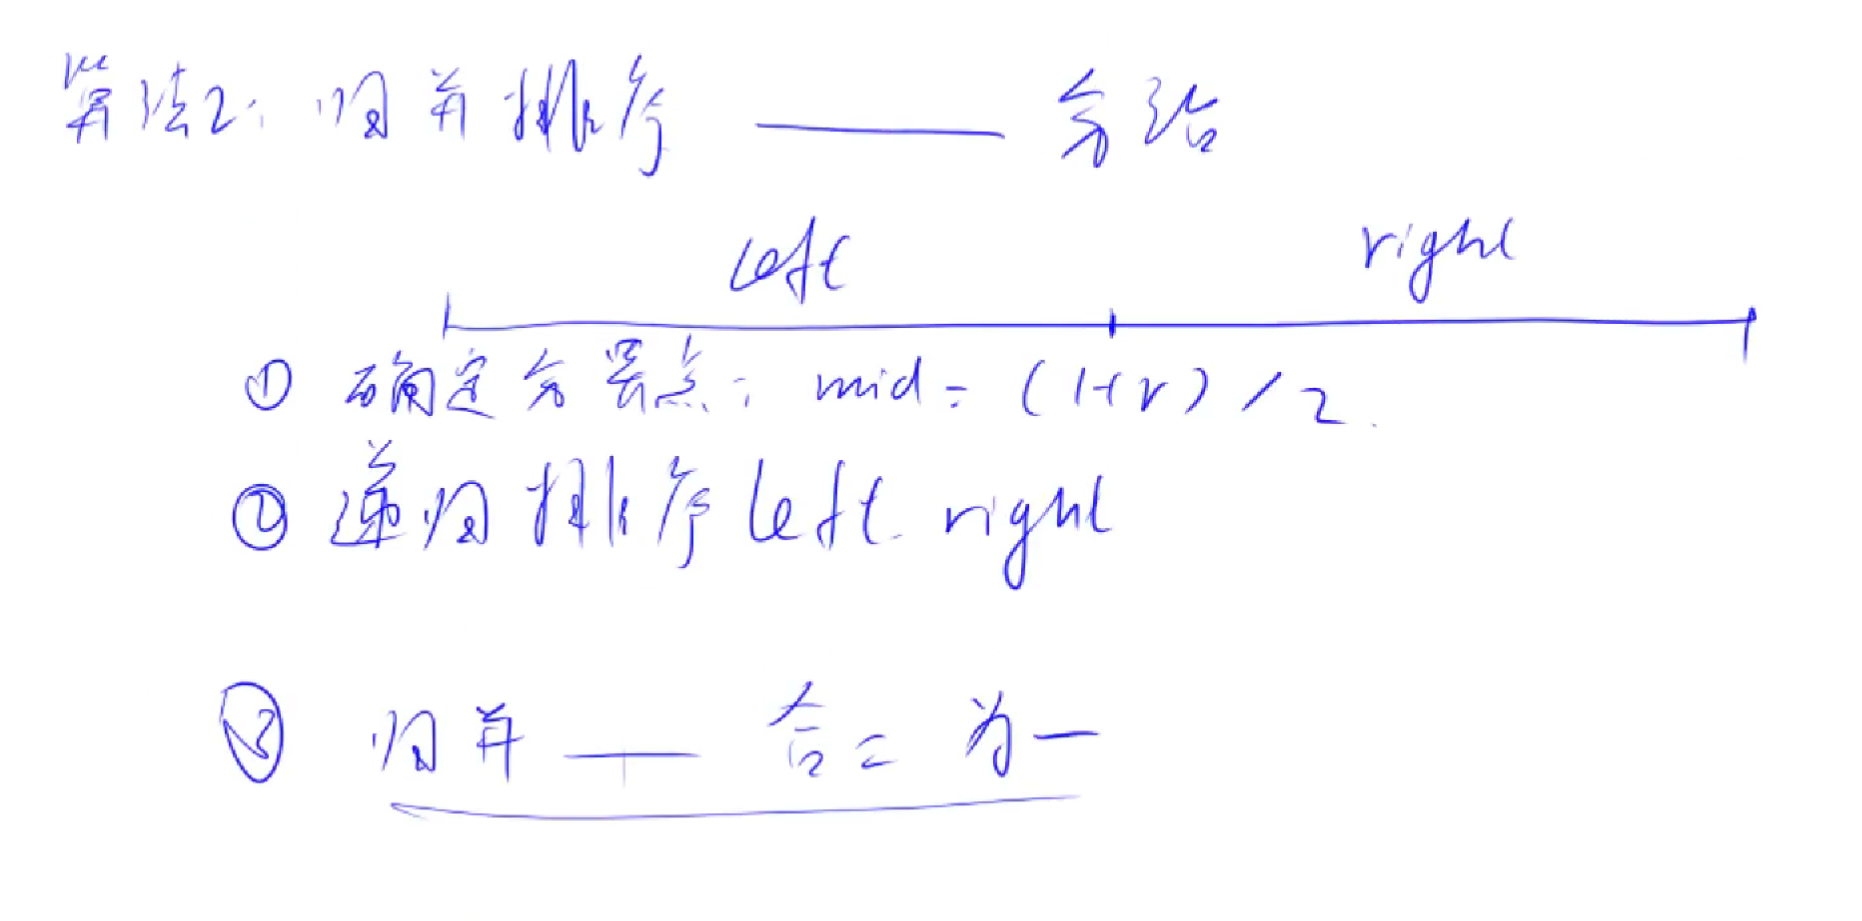 算法2: 归并排序 —— 分治
left right
① 确定分界点: mid = (l+r) / 2.
② 递归排序 left. right
③ 归并 —— 合二为一